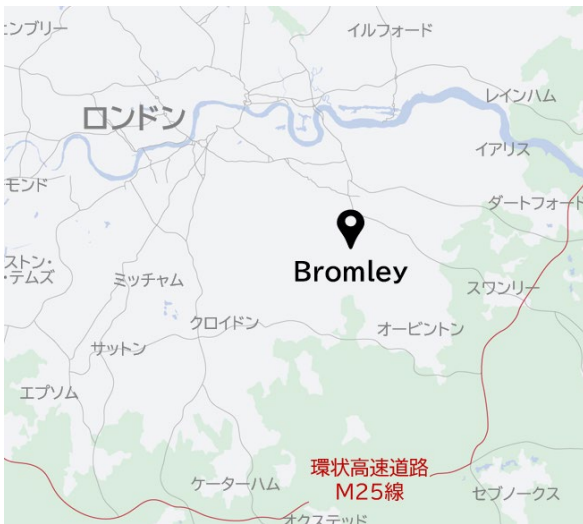 ンブリー
イルフォード
レインハム
ロンドン
イアリス
モンド
ダートフォード
ストン・
テムズ
Bromley
ミッチャム
スワンリー
クロイドン
オーピントン
サットン
エプソム
環状高速道路
M25線
ケーターハム
セブノークス
オクステッド